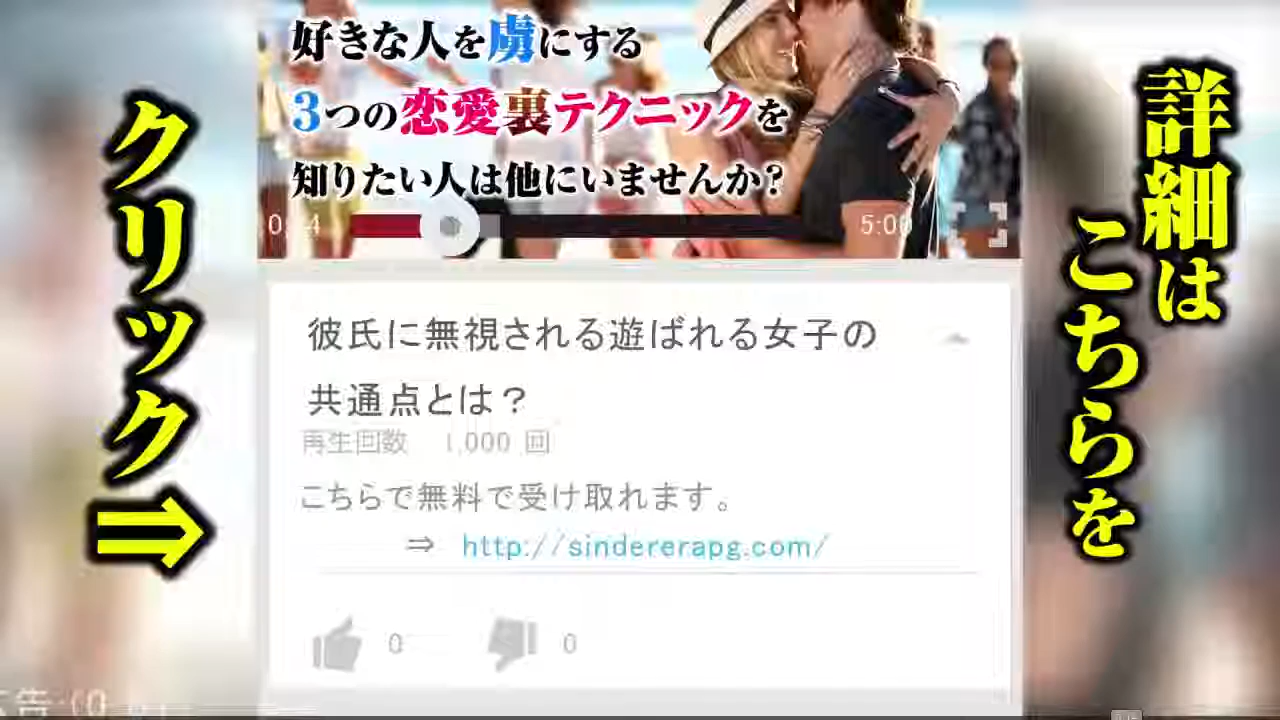 好きな人を虜にする
3つの恋愛裏テクニックを
知りたい人は他にいませんか？
5:00
詳細は
こちらを
クリック⇒
彼氏に無視される遊ばれる女子の
共通点とは？
再生回数 1,000 回
こちらで無料で受け取れます。
⇒ http://sindererapg.com/
0 0